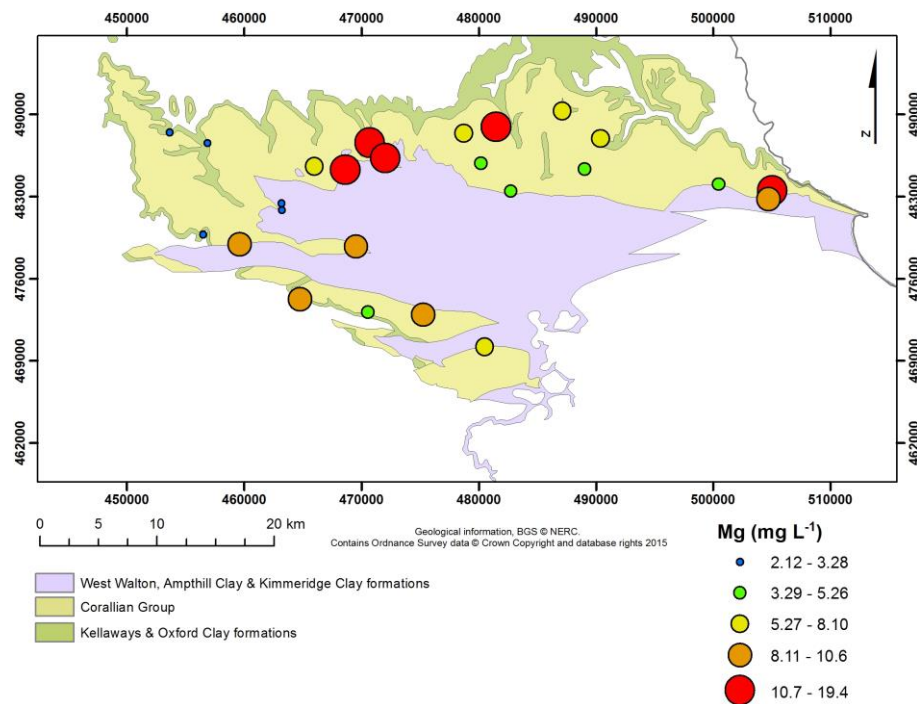 450000 460000 470000 480000 490000 500000 510000
490000 490000
483000 483000
476000 476000
469000 469000
462000 462000
N
450000 460000 470000 480000 490000 500000 510000
0 5 10 20 km
Geological information, BGS © NERC.
Contains Ordnance Survey data © Crown Copyright and database rights 2015
West Walton, Ampthill Clay & Kimmeridge Clay formations
Corallian Group
Kellaways & Oxford Clay formations
Mg (mg L⁻¹)
2.12 - 3.28
3.29 - 5.26
5.27 - 8.10
8.11 - 10.6
10.7 - 19.4